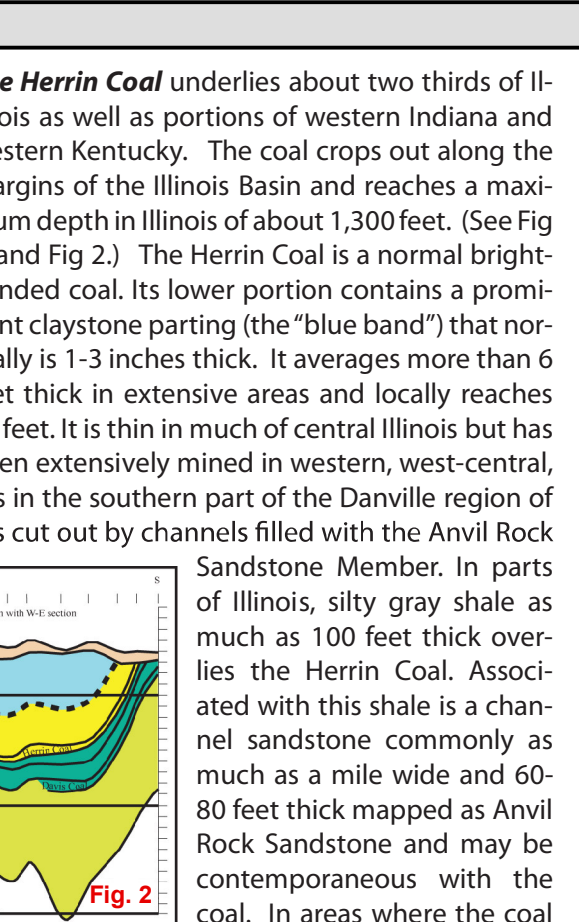 e Herrin Coal underlies about two thirds of Il-
ois as well as portions of western Indiana and
estern Kentucky. The coal crops out along the
argins of the Illinois Basin and reaches a maxi-
um depth in Illinois of about 1,300 feet. (See Fig
and Fig 2.) The Herrin Coal is a normal bright-
nded coal. Its lower portion contains a promi-
nt claystone parting (the “blue band”) that nor-
ally is 1-3 inches thick. It averages more than 6
et thick in extensive areas and locally reaches
feet. It is thin in much of central Illinois but has
en extensively mined in western, west-central,
s in the southern part of the Danville region of
s cut out by channels filled with the Anvil Rock
Sandstone Member. In parts
of Illinois, silty gray shale as
much as 100 feet thick over-
lies the Herrin Coal. Associ-
ated with this shale is a chan-
nel sandstone commonly as
much as a mile wide and 60-
80 feet thick mapped as Anvil
Rock Sandstone and may be
contemporaneous with the
coal. In areas where the coal
S
n with W-E section
Herrin Coal
Davis Coal
Fig. 2